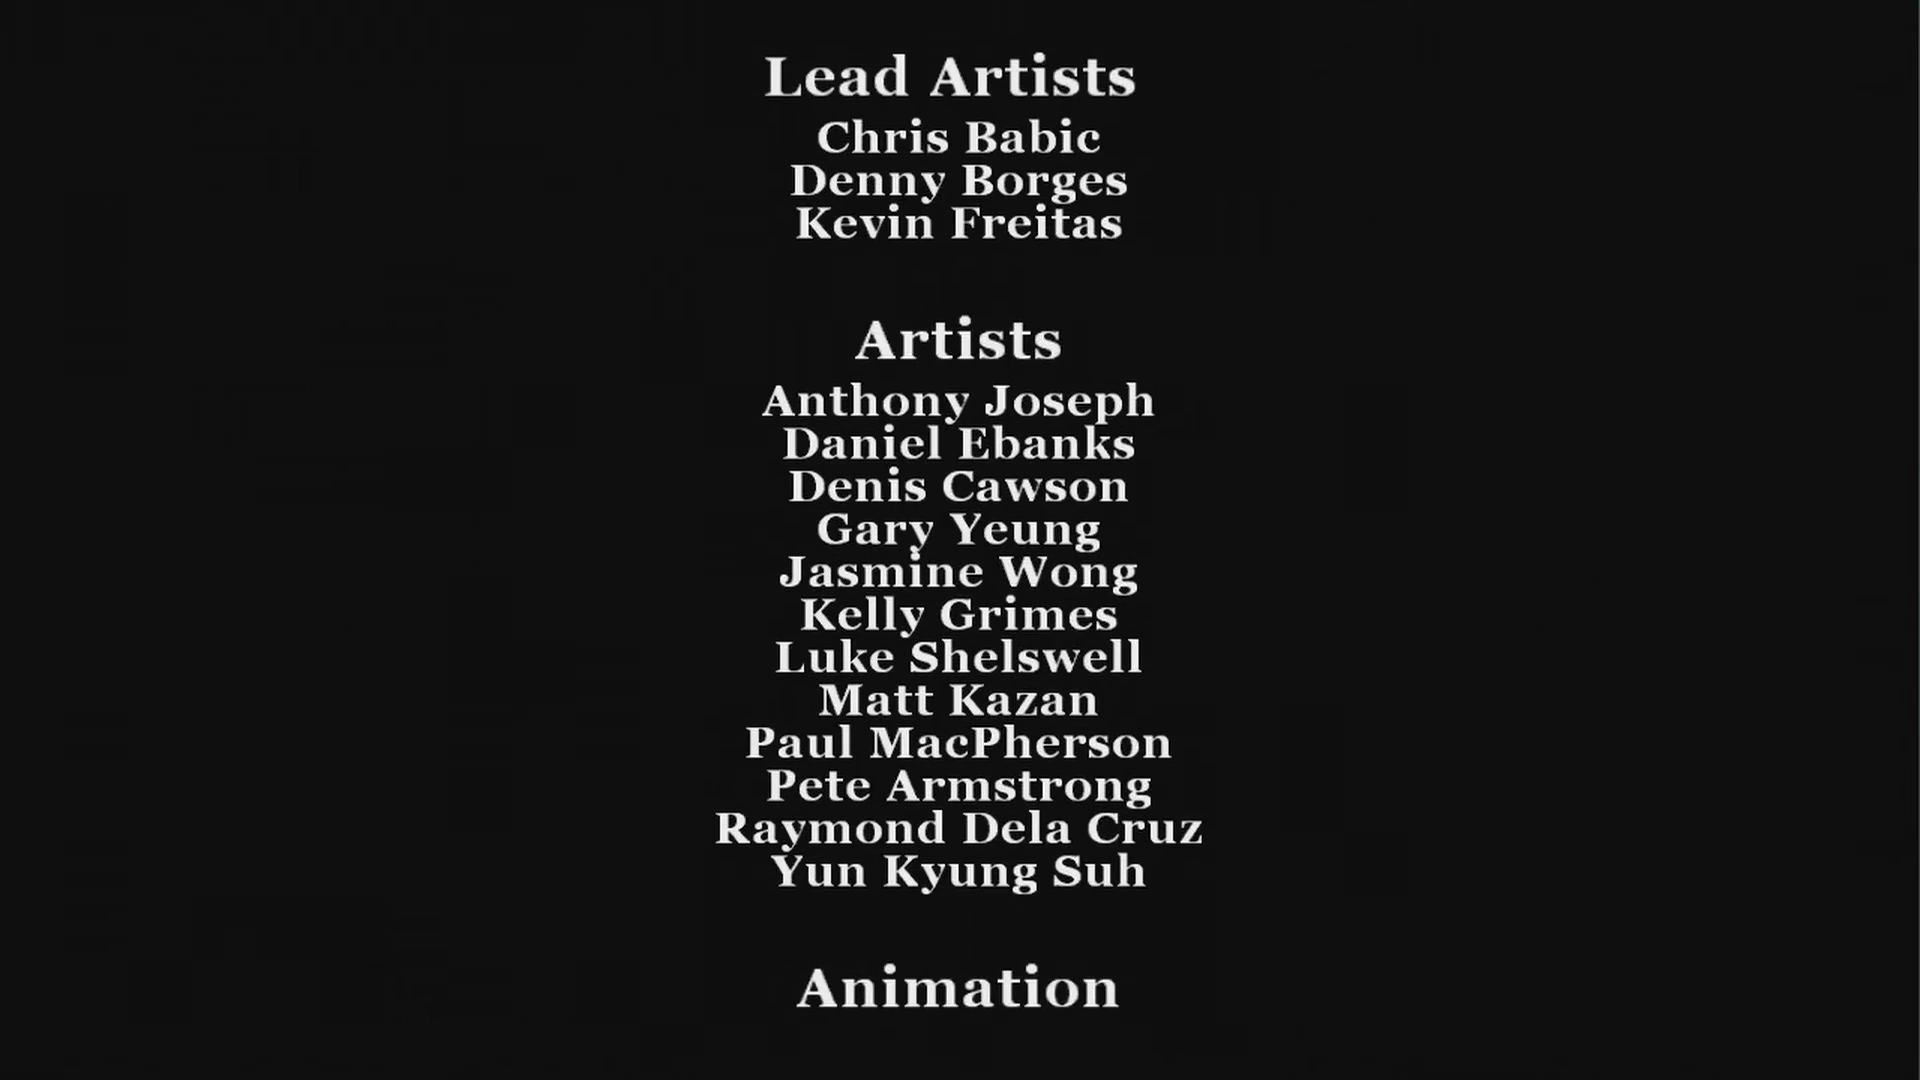 Lead Artists
Chris Babic
Denny Borges
Kevin Freitas
Artists
Anthony Joseph
Daniel Ebanks
Denis Cawson
Gary Yeung
Jasmine Wong
Kelly Grimes
Luke Shelswell
Matt Kazan
Paul MacPherson
Pete Armstrong
Raymond Dela Cruz
Yun Kyung Suh
Animation